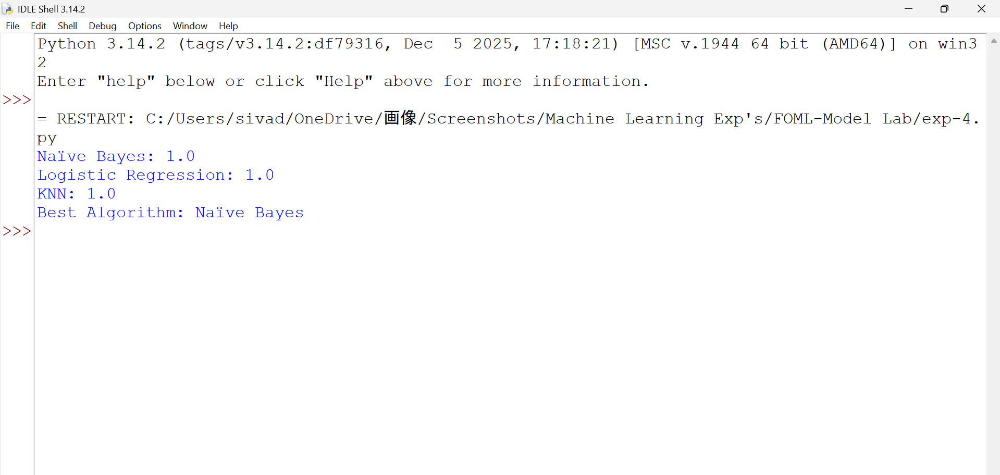 IDLE Shell 3.14.2
File Edit Shell Debug Options Window Help
Python 3.14.2 (tags/v3.14.2:df79316, Dec  5 2025, 17:18:21) [MSC v.1944 64 bit (AMD64)] on win3
2
Enter "help" below or click "Help" above for more information.
>>>
= RESTART: C:/Users/sivad/OneDrive/画像/Screenshots/Machine Learning Exp's/FOML-Model Lab/exp-4.
py
Naïve Bayes: 1.0
Logistic Regression: 1.0
KNN: 1.0
Best Algorithm: Naïve Bayes
>>>